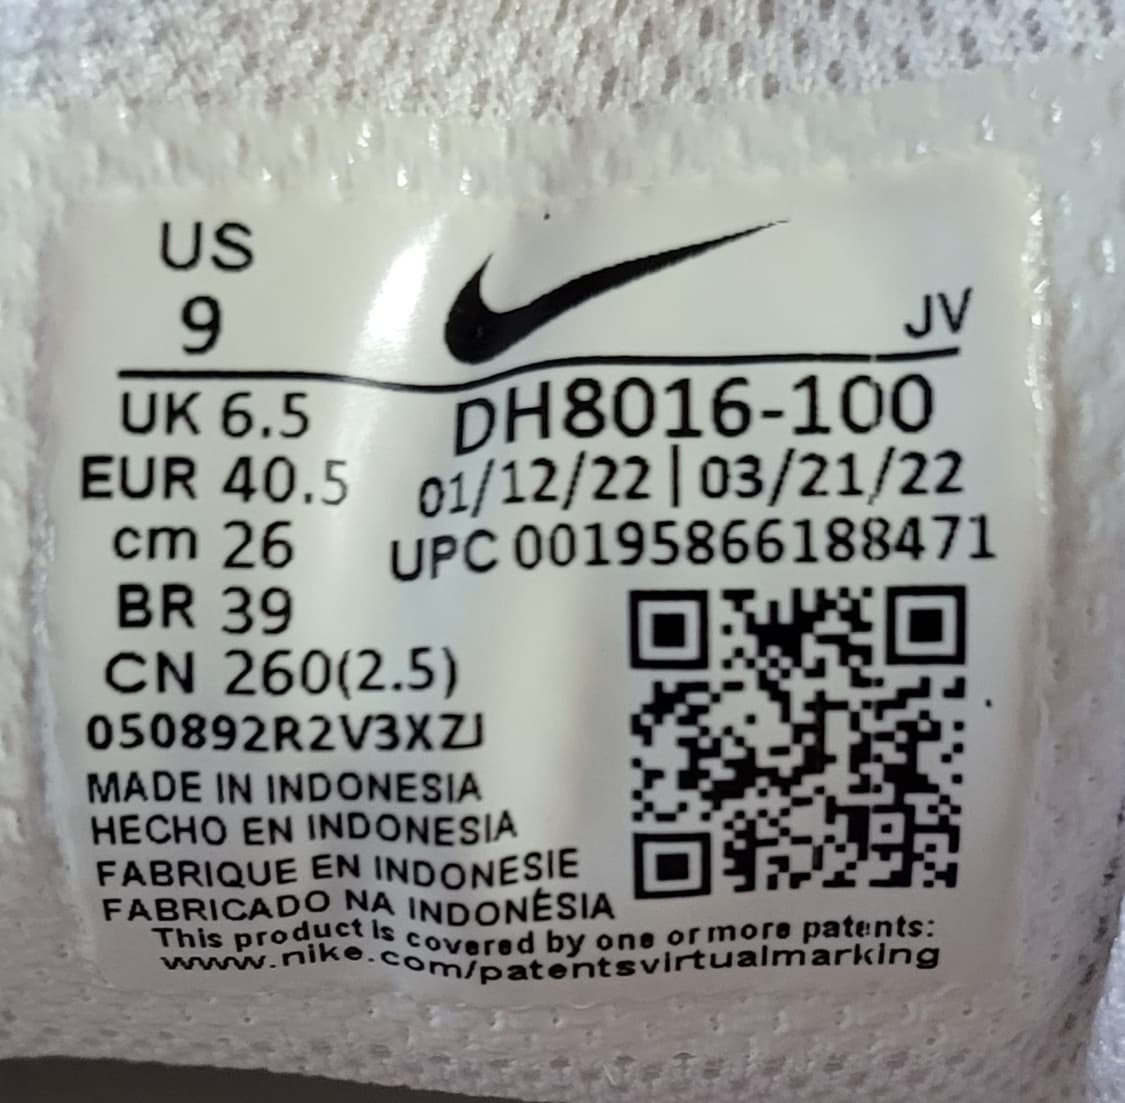 US
9
JV
UK 6.5
DH8016-100
EUR 40.5
01/12/22 | 03/21/22
cm 26
UPC 00195866188471
BR 39
CN 260(2.5)
050892R2V3XZJ
MADE IN INDONESIA
HECHO EN INDONESIA
FABRIQUE EN INDONESIE
FABRICADO NA INDONÉSIA
This product is covered by one or more patents:
www.nike.com/patentsvirtualmarking